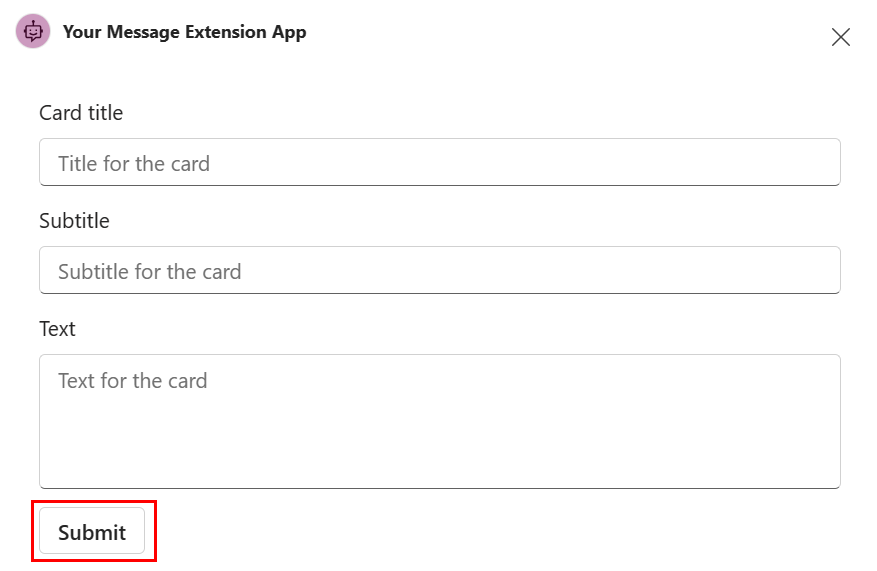 Your Message Extension App
Card title
Title for the card
Subtitle
Subtitle for the card
Text
Text for the card
Submit